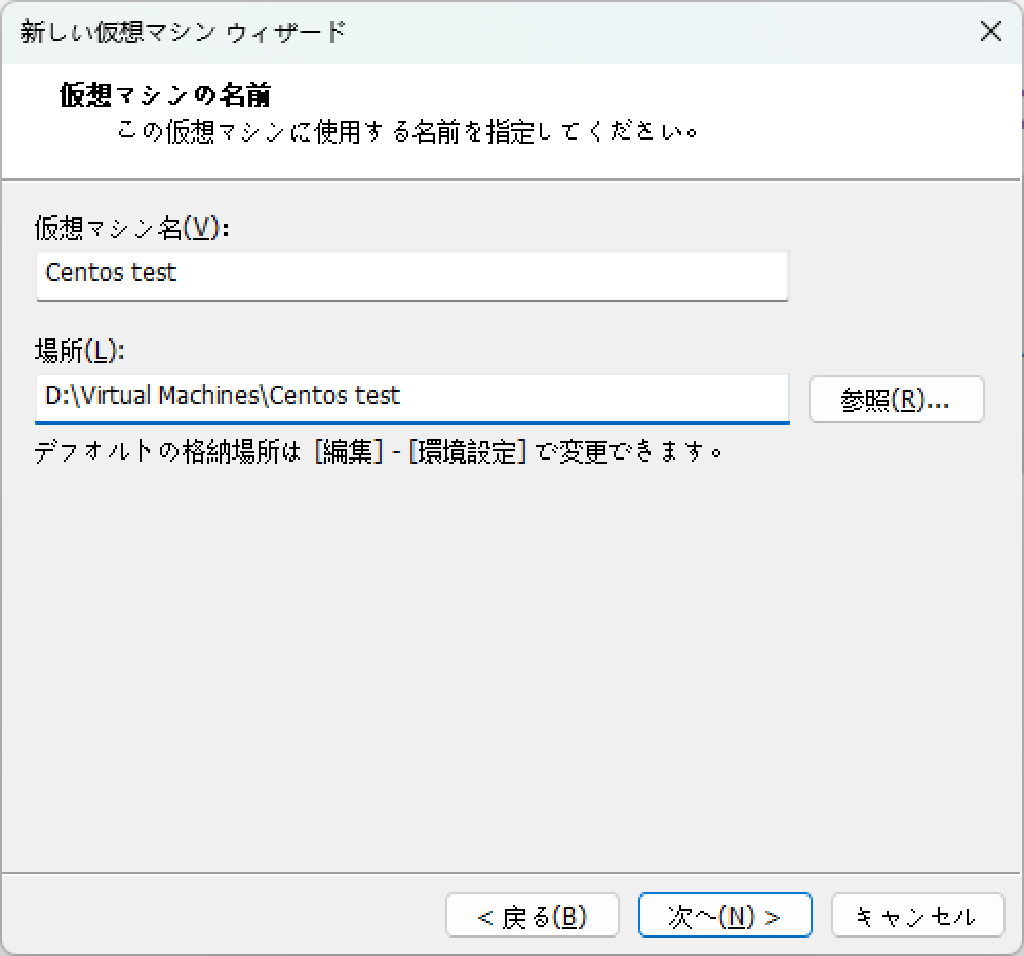 新しい仮想マシン ウィザード
仮想マシンの名前
この仮想マシンに使用する名前を指定してください。
仮想マシン名(V):
Centos test
場所(L):
D:\Virtual Machines\Centos test
参照(R)...
デフォルトの格納場所は [編集] - [環境設定] で変更できます。
< 戻る(B)
次へ(N) >
キャンセル